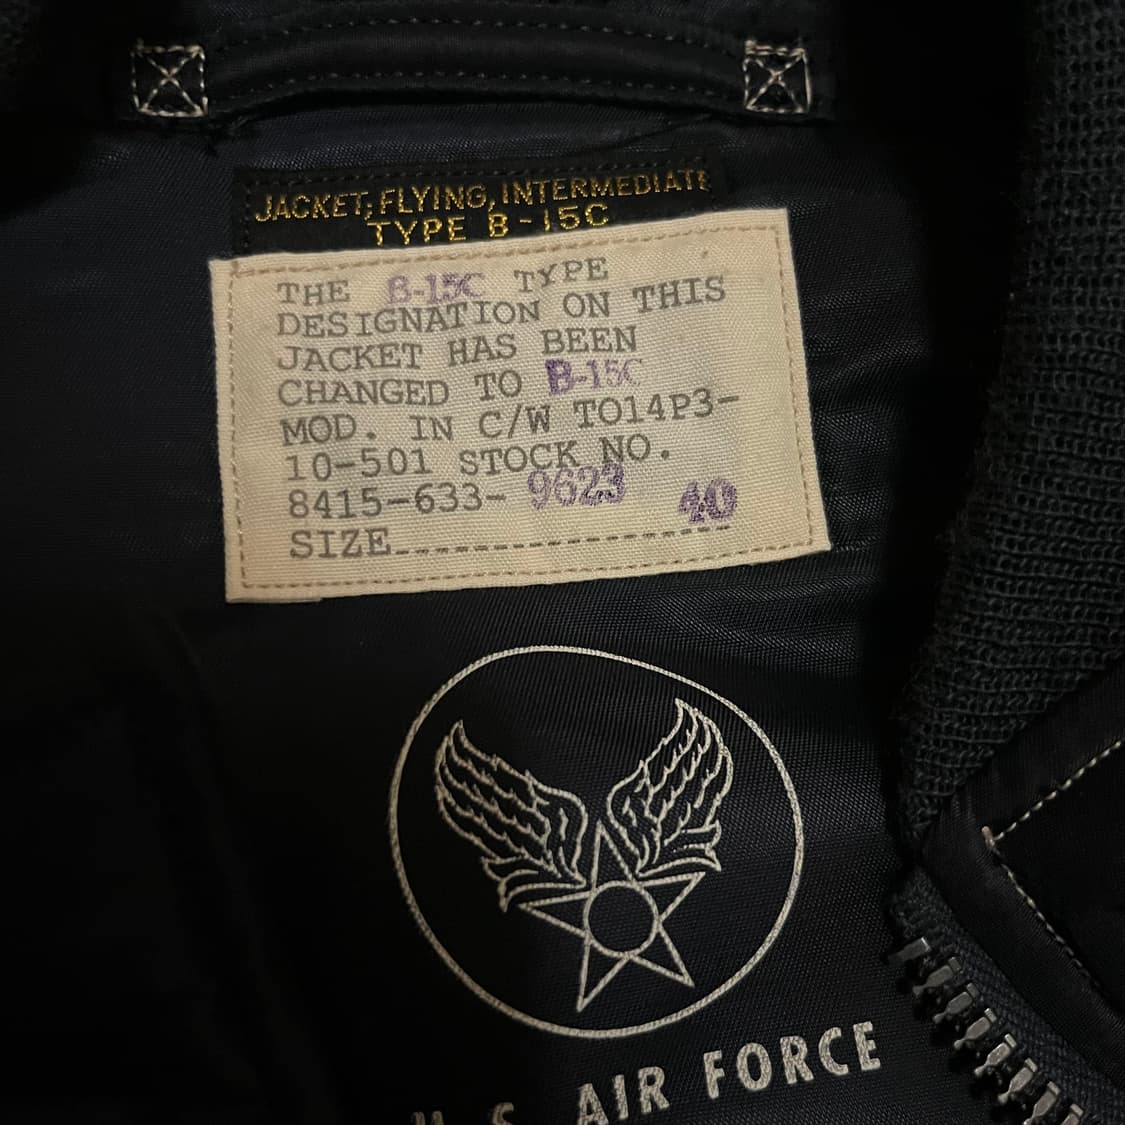 JACKET, FLYING, INTERMEDIATE
TYPE B-15C
THE B-15C TYPE
DESIGNATION ON THIS
JACKET HAS BEEN
CHANGED TO B-15C
MOD. IN C/W TO14P3-
10-501 STOCK NO.
8415-633- 9623
SIZE 40
U. S. AIR FORCE